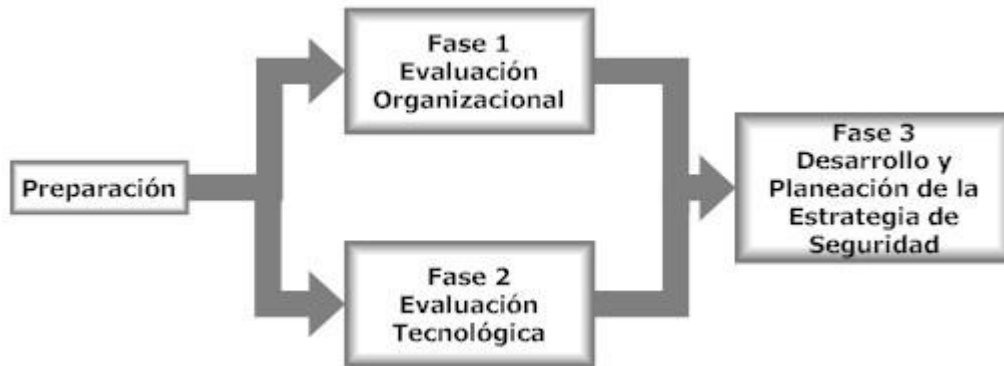 Preparación
Fase 1
Evaluación
Organizacional
Fase 2
Evaluación
Tecnológica
Fase 3
Desarrollo y
Planeación de la
Estrategia de
Seguridad